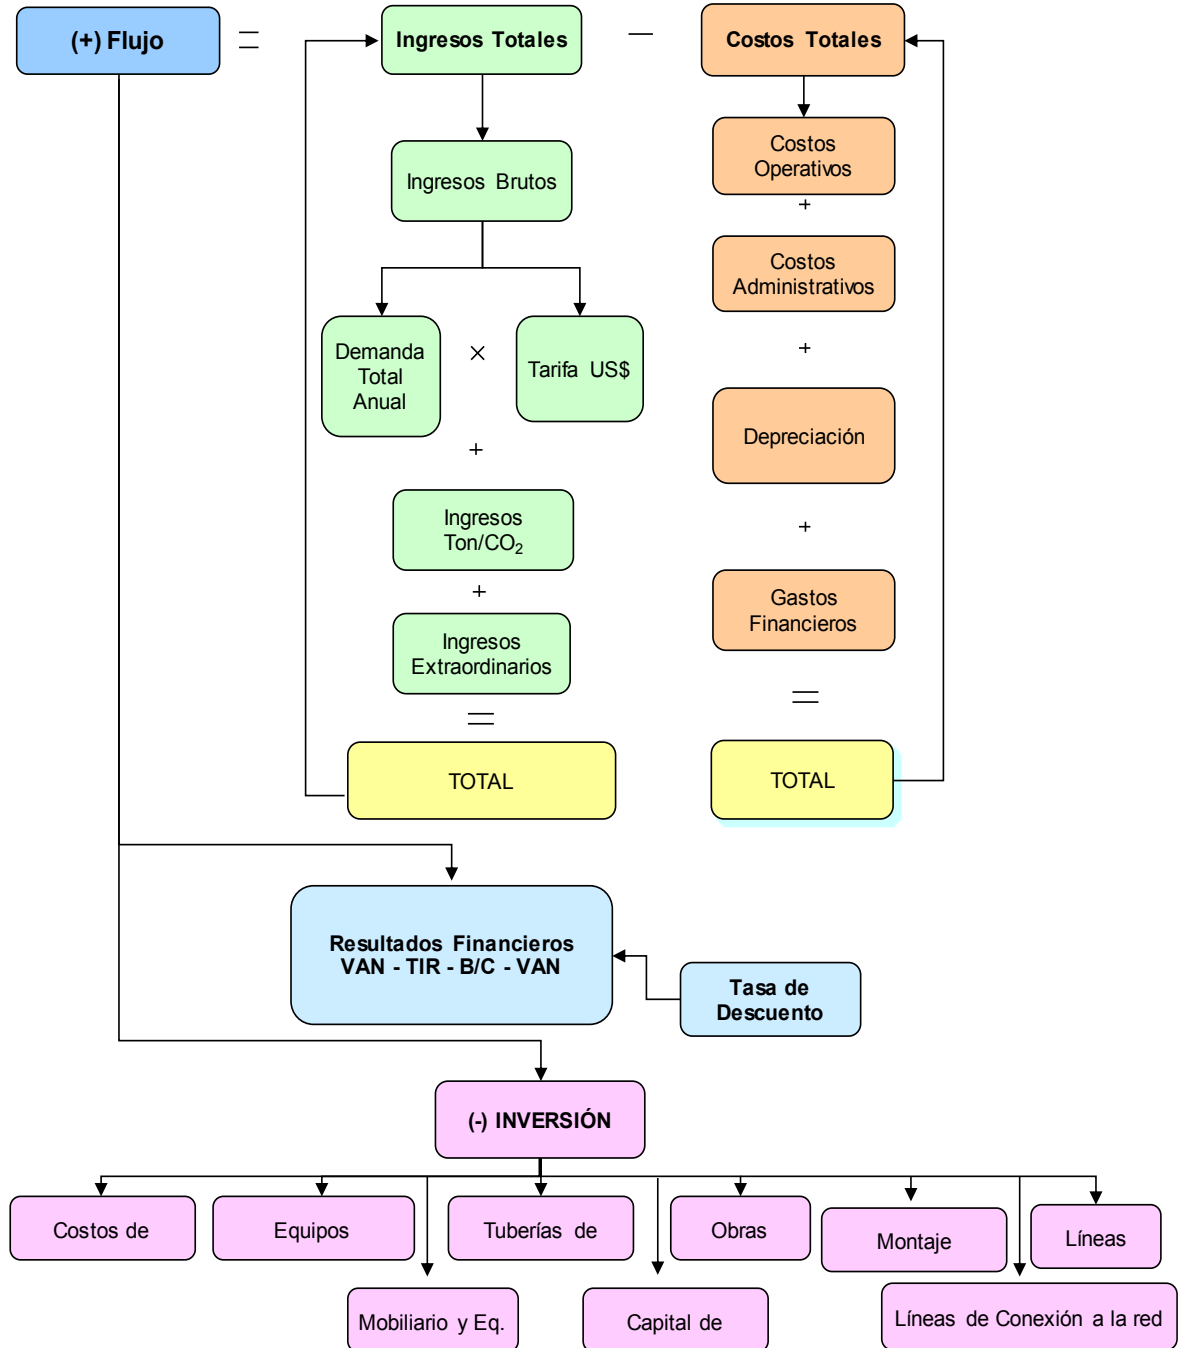 (+) Flujo
=
Ingresos Totales
—
Costos Totales
Ingresos Brutos
Demanda
Total
Anual
×
Tarifa US$
+
Ingresos
Ton/CO₂
+
Ingresos
Extraordinarios
=
TOTAL
Costos
Operativos
+
Costos
Administrativos
+
Depreciación
+
Gastos
Financieros
=
TOTAL
Resultados Financieros
VAN - TIR - B/C - VAN
Tasa de
Descuento
(-) INVERSIÓN
Costos de
Equipos
Tuberías de
Obras
Montaje
Líneas
Mobiliario y Eq.
Capital de
Líneas de Conexión a la red